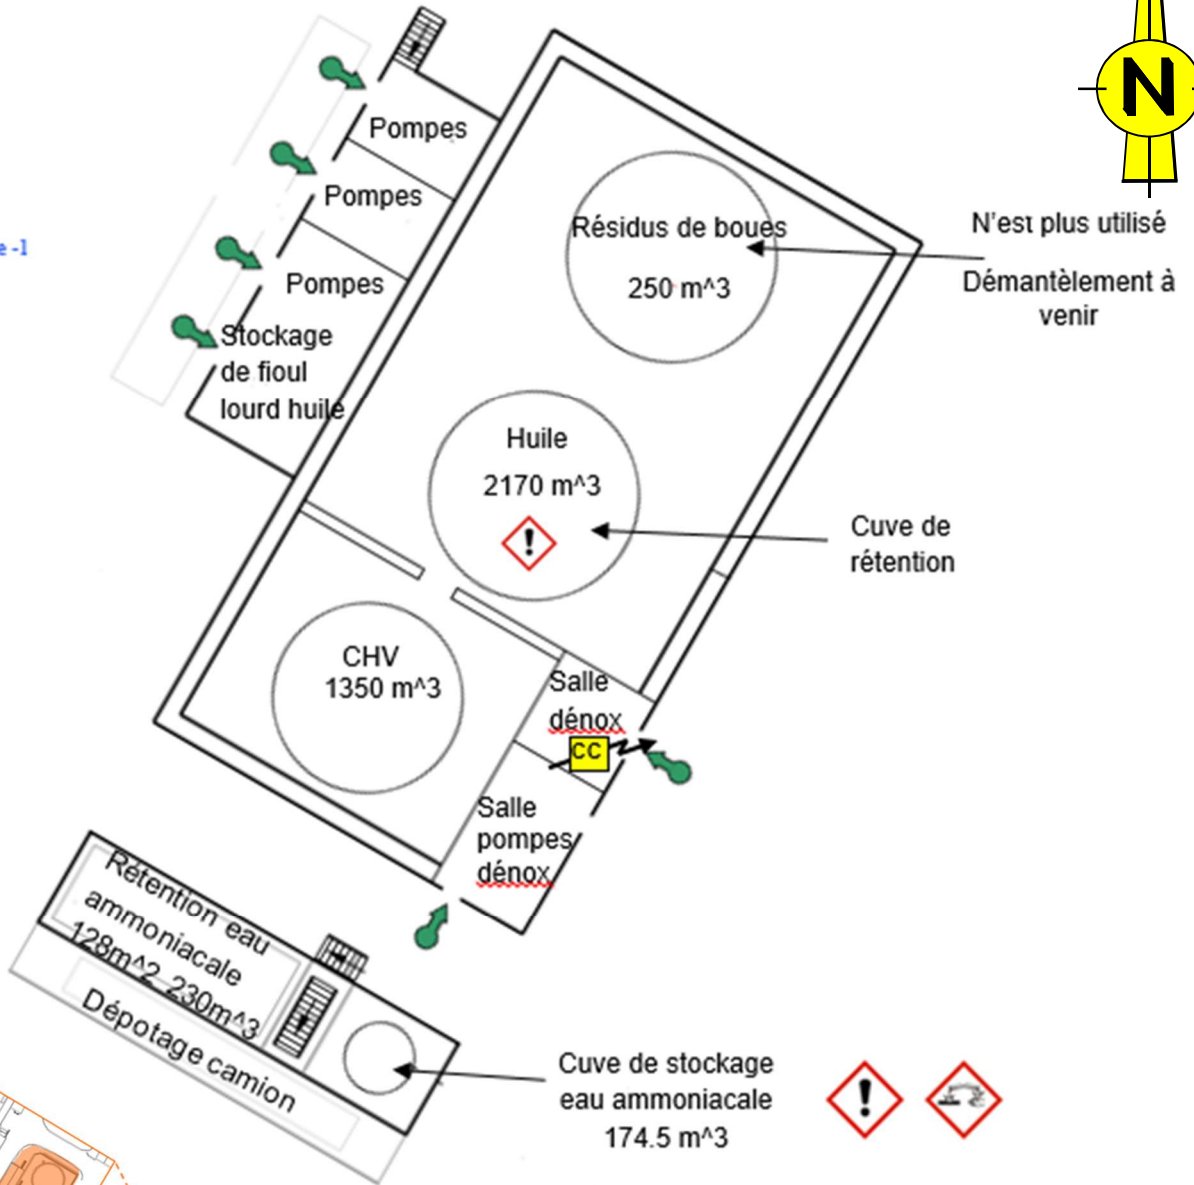 N
Pompes
Pompes
Pompes
Stockage
de fioul
lourd huile
e -1
Résidus de boues
250 m^3
N'est plus utilisé
Démantèlement à
venir
Huile
2170 m^3
!
Cuve de
rétention
CHV
1350 m^3
Salle
dénox
CC
Salle
pompes
dénox
Rétention eau
ammoniacale
128m^2 230m^3
Dépotage camion
Cuve de stockage
eau ammoniacale
174.5 m^3
!